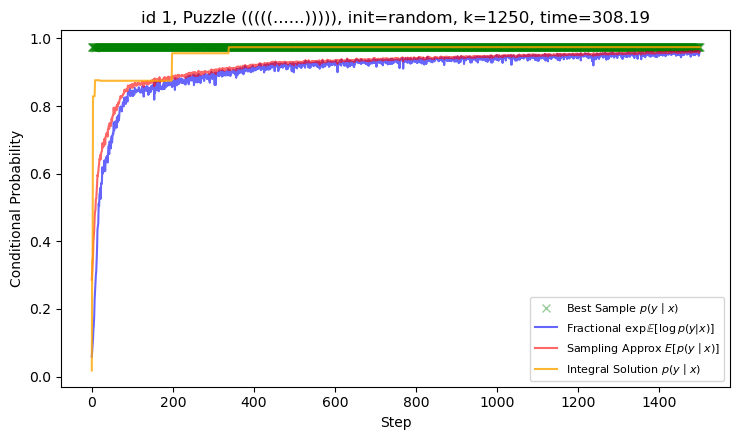 id 1, Puzzle (((((......))))), init=random, k=1250, time=308.19
Conditional Probability
1.0
0.8
0.6
0.4
0.2
0.0
Best Sample p(y | x)
Fractional exp𝔼[log p(y|x)]
Sampling Approx E[p(y | x)]
Integral Solution p(y | x)
0 200 400 600 800 1000 1200 1400
Step